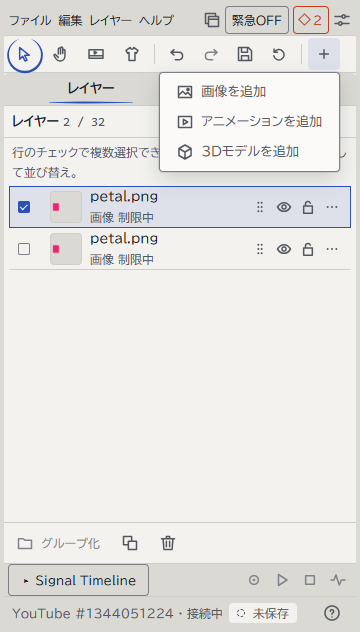 ファイル 編集 レイヤー ヘルプ 緊急OFF 2
レイヤー
画像を追加
アニメーションを追加
3Dモデルを追加
レイヤー 2 / 32
行のチェックで複数選択でき
し
て並び替え。
petal.png
画像 制限中
petal.png
画像 制限中
グループ化
Signal Timeline
YouTube #1344051224・接続中 未保存